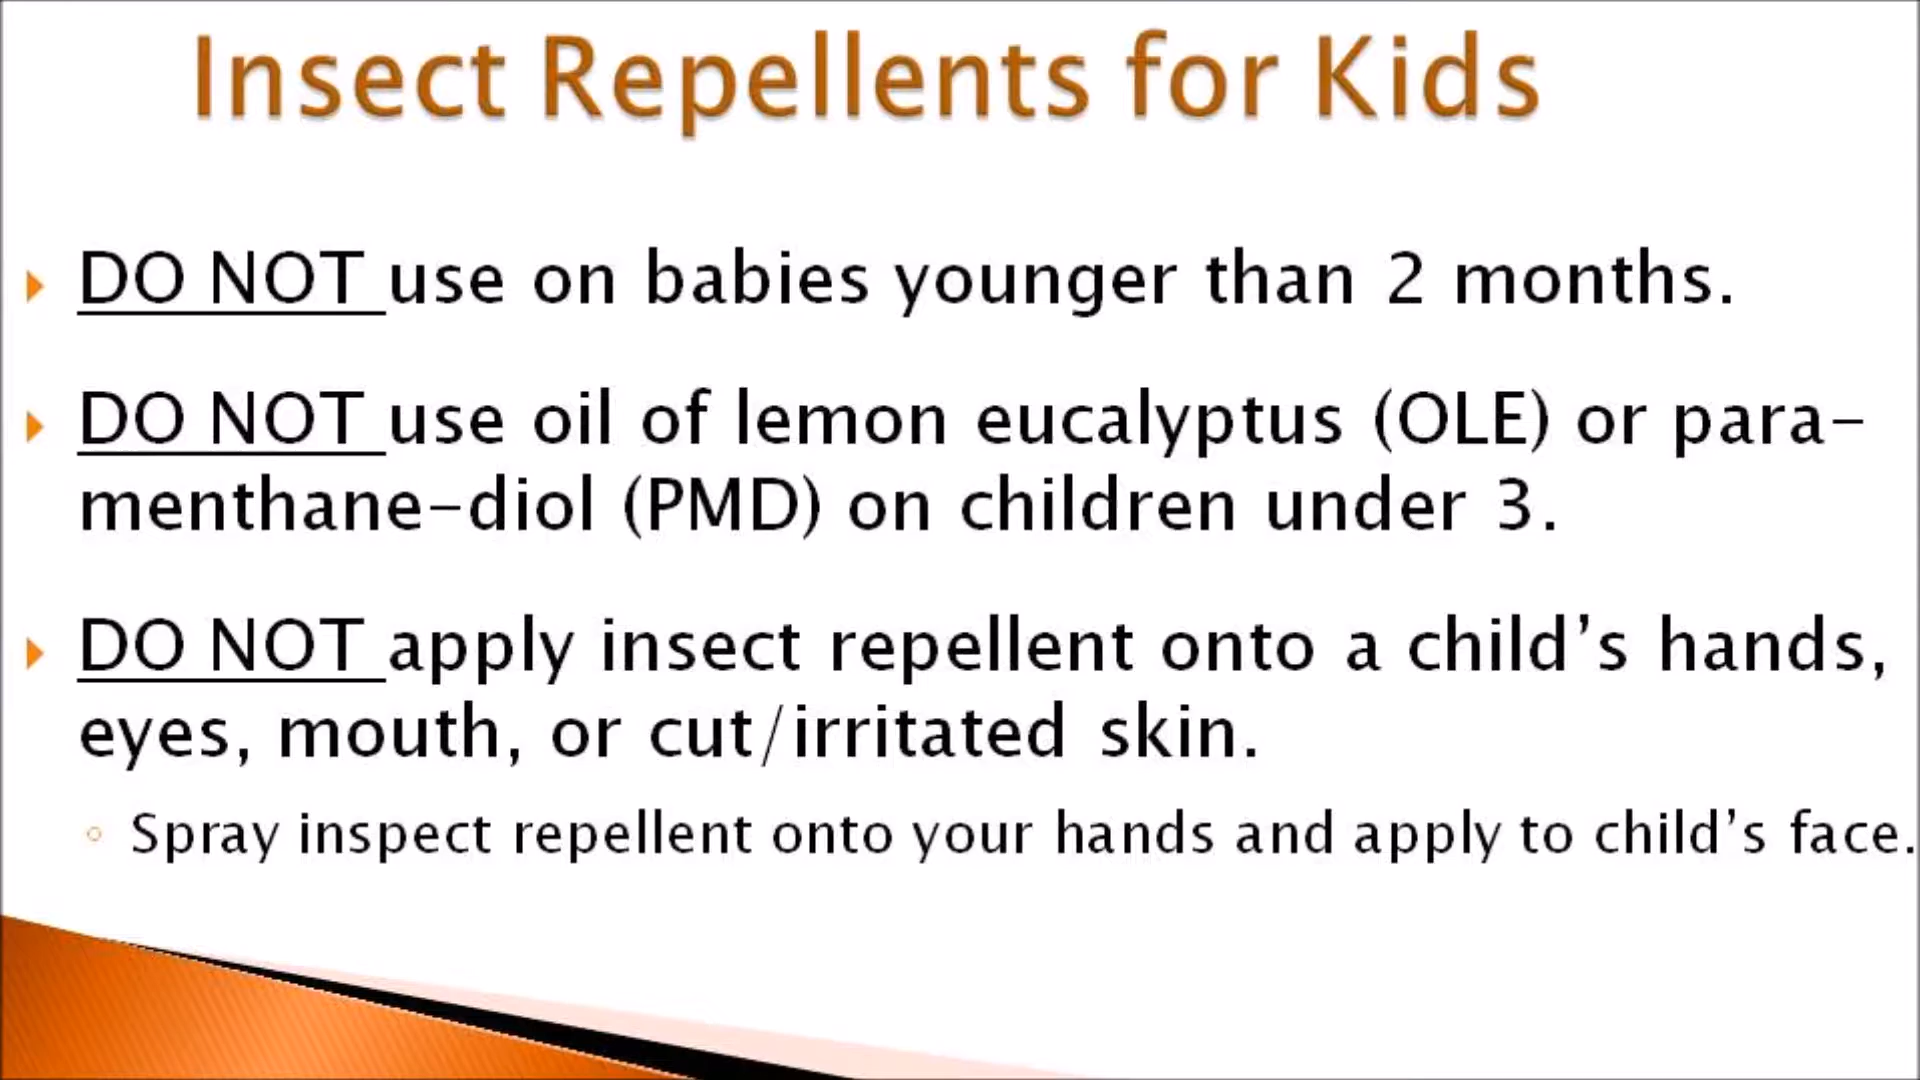 Insect Repellents for Kids
DO NOT use on babies younger than 2 months.
DO NOT use oil of lemon eucalyptus (OLE) or para-
menthane-diol (PMD) on children under 3.
DO NOT apply insect repellent onto a child’s hands,
eyes, mouth, or cut/irritated skin.
Spray inspect repellent onto your hands and apply to child’s face.